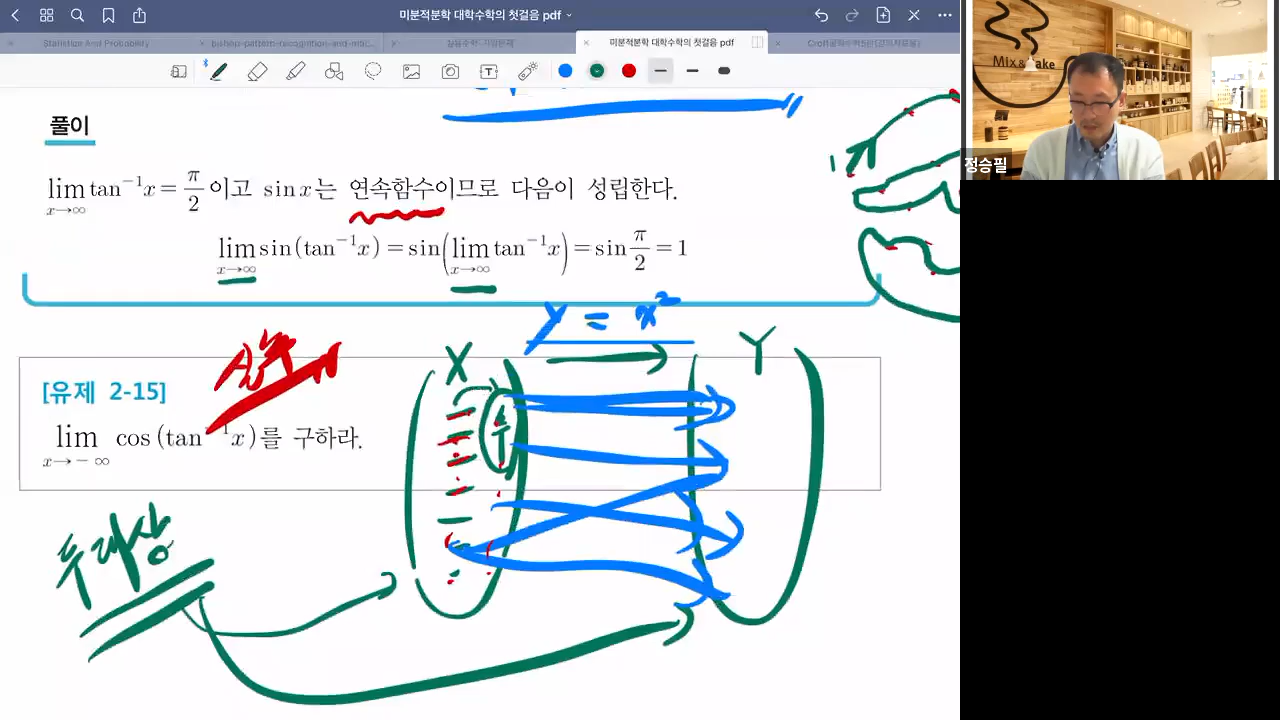 미분적분학 대학수학의 첫걸음 pdf
Statistics And Probability
bishop-pattern-recognition-and-mac...
미분적분학 대학수학의 첫걸음 pdf
Mix&
정승필
풀이
lim x→∞ tan⁻¹x = π/2 이고 sin x는 연속함수이므로 다음이 성립한다.
lim x→∞ sin(tan⁻¹x) = sin(lim x→∞ tan⁻¹x) = sin π/2 = 1
y = x²
X
Y
[유제 2-15]
lim x→-∞ cos(tan⁻¹x)를 구하라.
두 대상